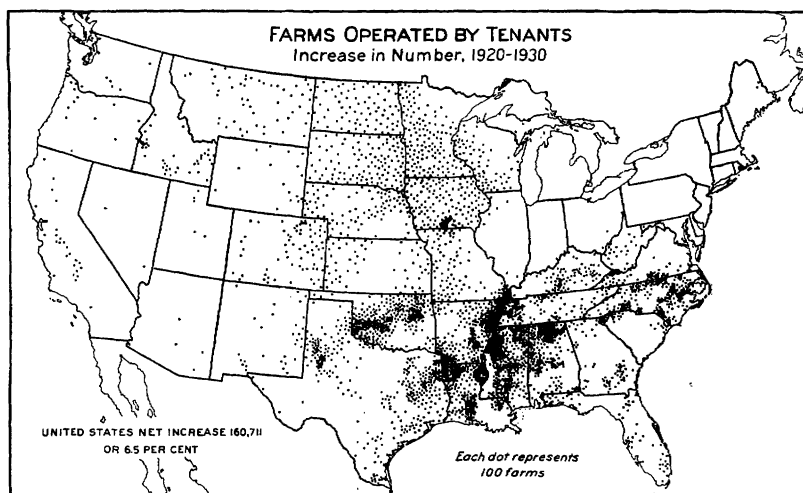 FARMS OPERATED BY TENANTS
Increase in Number, 1920-1930
UNITED STATES NET INCREASE 160,711
OR 6.5 PER CENT
Each dot represents
100 farms